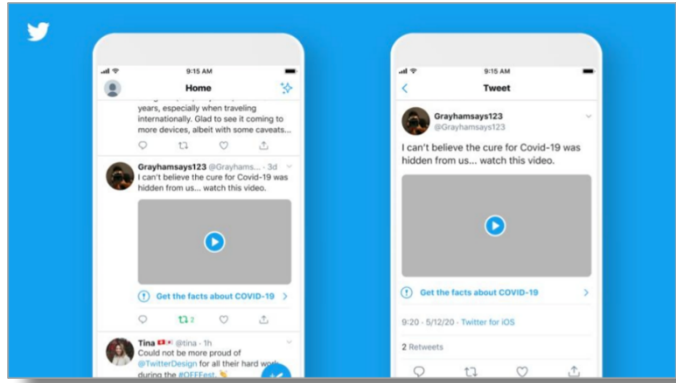 9:15 AM
Home
years, especially when traveling
internationally. Glad to see it coming to
more devices, albeit with some caveats...
Grayhamsays123 @Grayhams... · 3d
I can't believe the cure for Covid-19 was
hidden from us... watch this video.
Get the facts about COVID-19
2
Tina @tina · 1h
Could not be more proud of
@TwitterDesign for all their hard work
during the #OFFFest.
9:15 AM
Tweet
Grayhamsays123
@Grayhamsays123
I can't believe the cure for Covid-19 was
hidden from us... watch this video.
Get the facts about COVID-19
9:20 · 5/12/20 · Twitter for iOS
2 Retweets